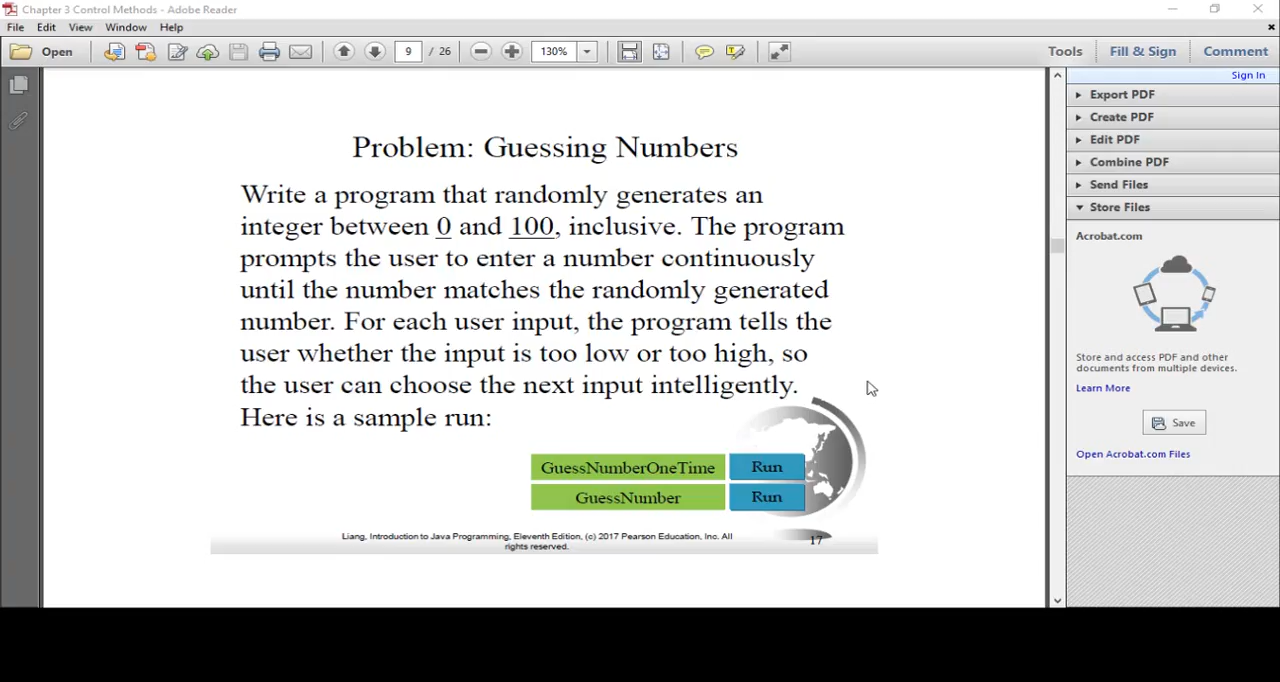 Chapter 3 Control Methods - Adobe Reader
File Edit View Window Help
Open 9 / 26 130% Tools Fill & Sign Comment
Sign In
Export PDF
Create PDF
Edit PDF
Combine PDF
Send Files
Store Files
Acrobat.com
Store and access PDF and other
documents from multiple devices.
Learn More
Save
Open Acrobat.com Files
Problem: Guessing Numbers
Write a program that randomly generates an
integer between 0 and 100, inclusive. The program
prompts the user to enter a number continuously
until the number matches the randomly generated
number. For each user input, the program tells the
user whether the input is too low or too high, so
the user can choose the next input intelligently.
Here is a sample run:
GuessNumberOneTime Run
GuessNumber Run
Liang, Introduction to Java Programming, Eleventh Edition, (c) 2017 Pearson Education, Inc. All
rights reserved.
17